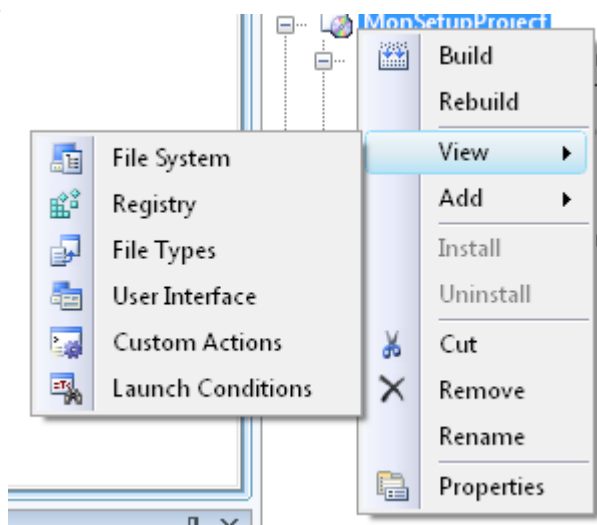 MonSetupProject
Build
Rebuild
View
Add
Install
Uninstall
Cut
Remove
Rename
Properties
File System
Registry
File Types
User Interface
Custom Actions
Launch Conditions